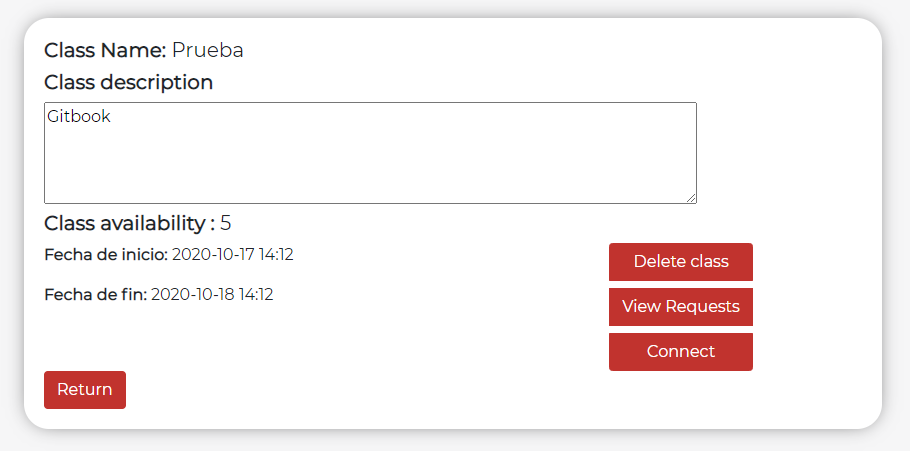 Class Name: Prueba
Class description
Gitbook
Class availability : 5
Fecha de inicio: 2020-10-17 14:12
Delete class
Fecha de fin: 2020-10-18 14:12
View Requests
Connect
Return